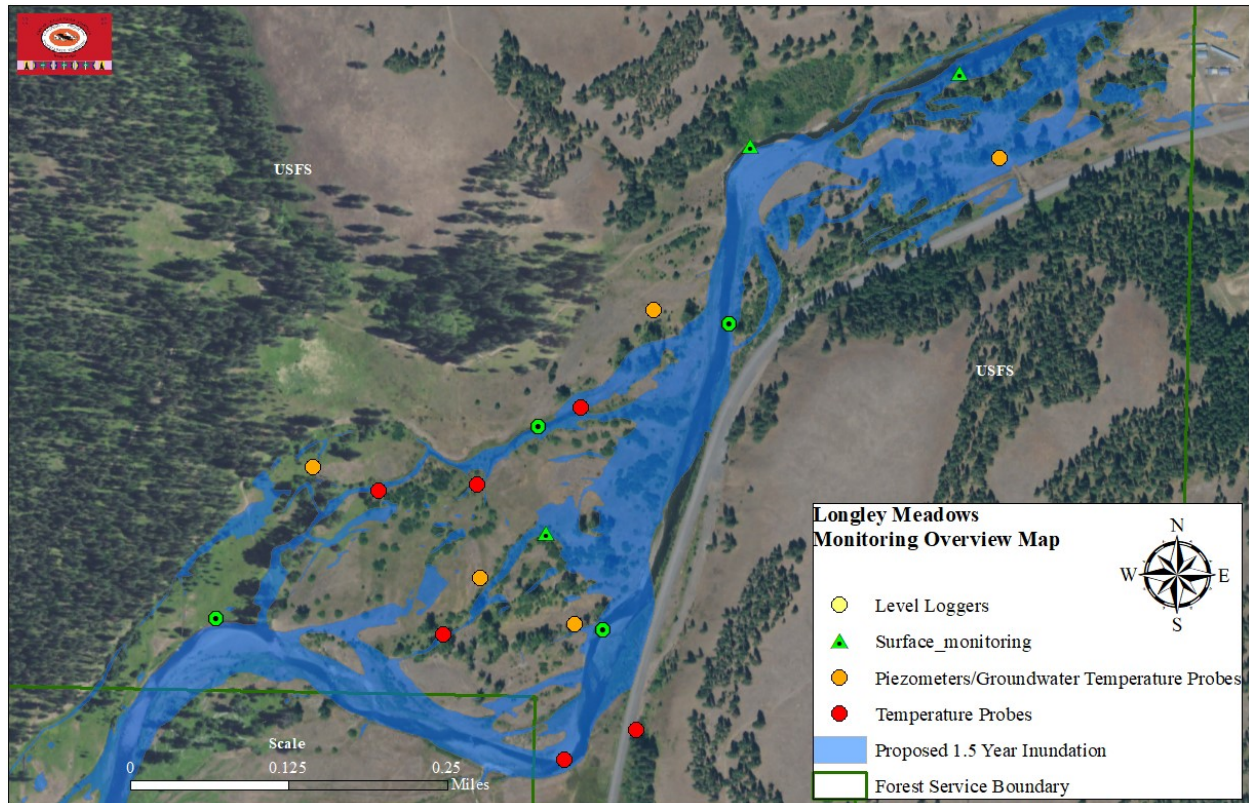 USFS
USFS
Longley Meadows
Monitoring Overview Map
N
W
E
S
Level Loggers
Surface_monitoring
Piezometers/Groundwater Temperature Probes
Temperature Probes
Proposed 1.5 Year Inundation
Forest Service Boundary
Scale
0
0.125
0.25
Miles